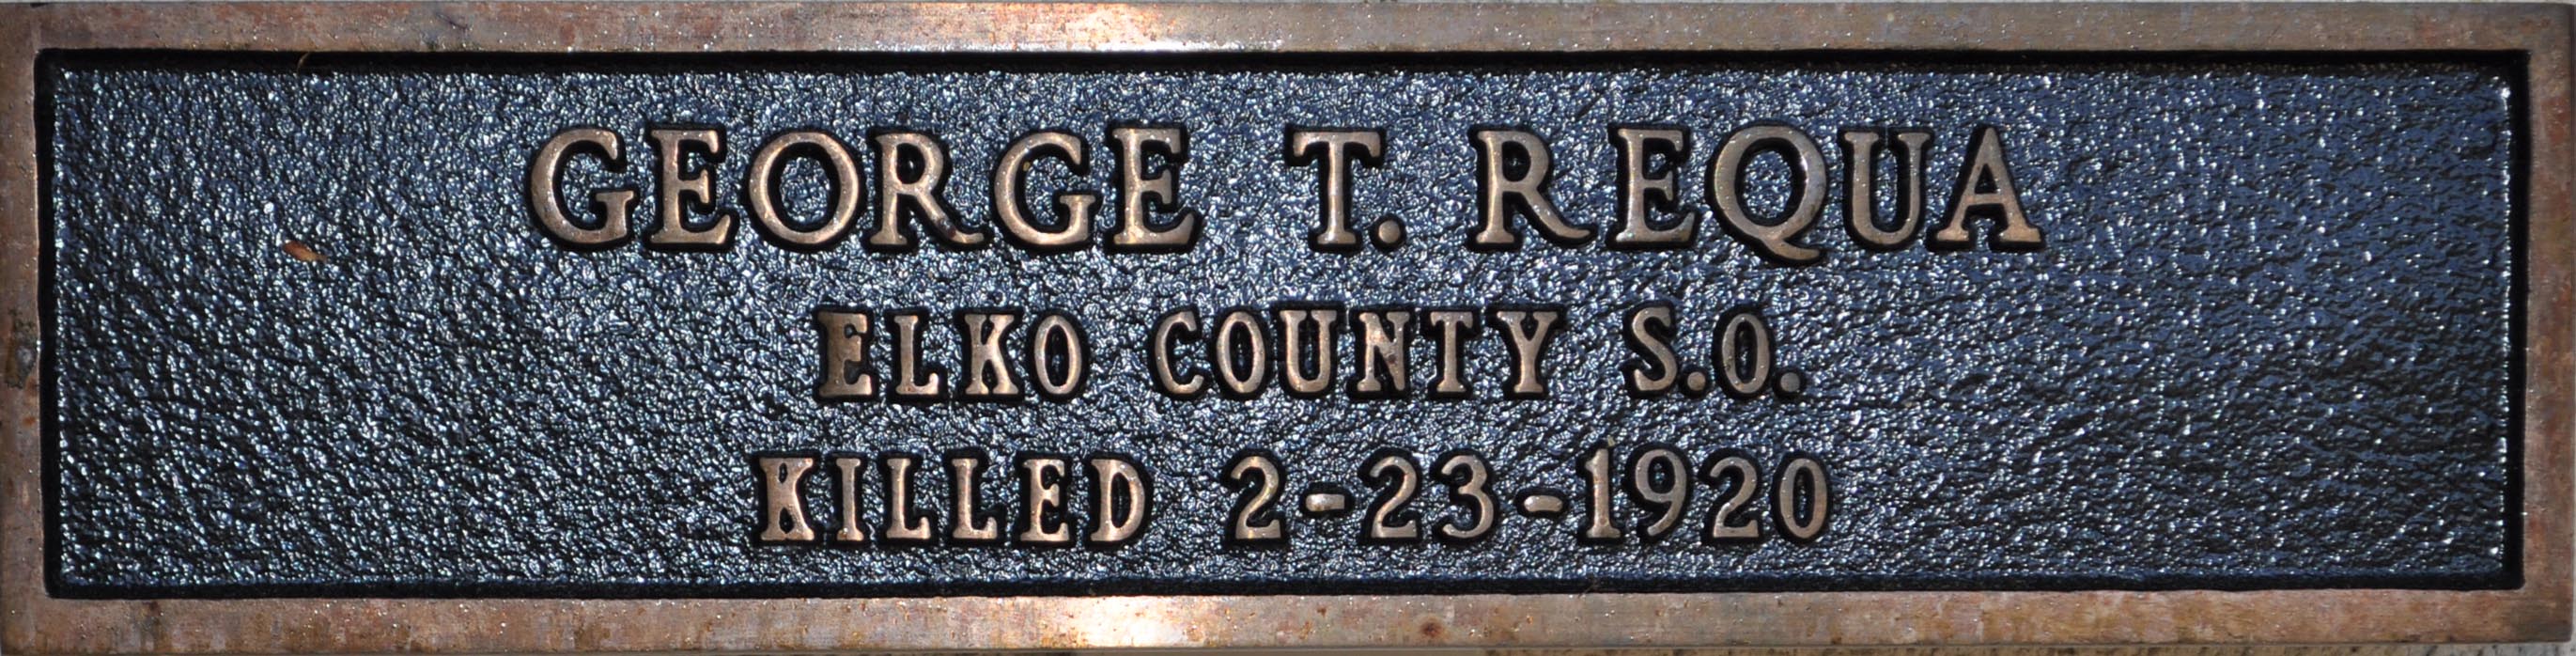 GEORGE T. REQUA
ELKO COUNTY S.O.
KILLED 2-23-1920